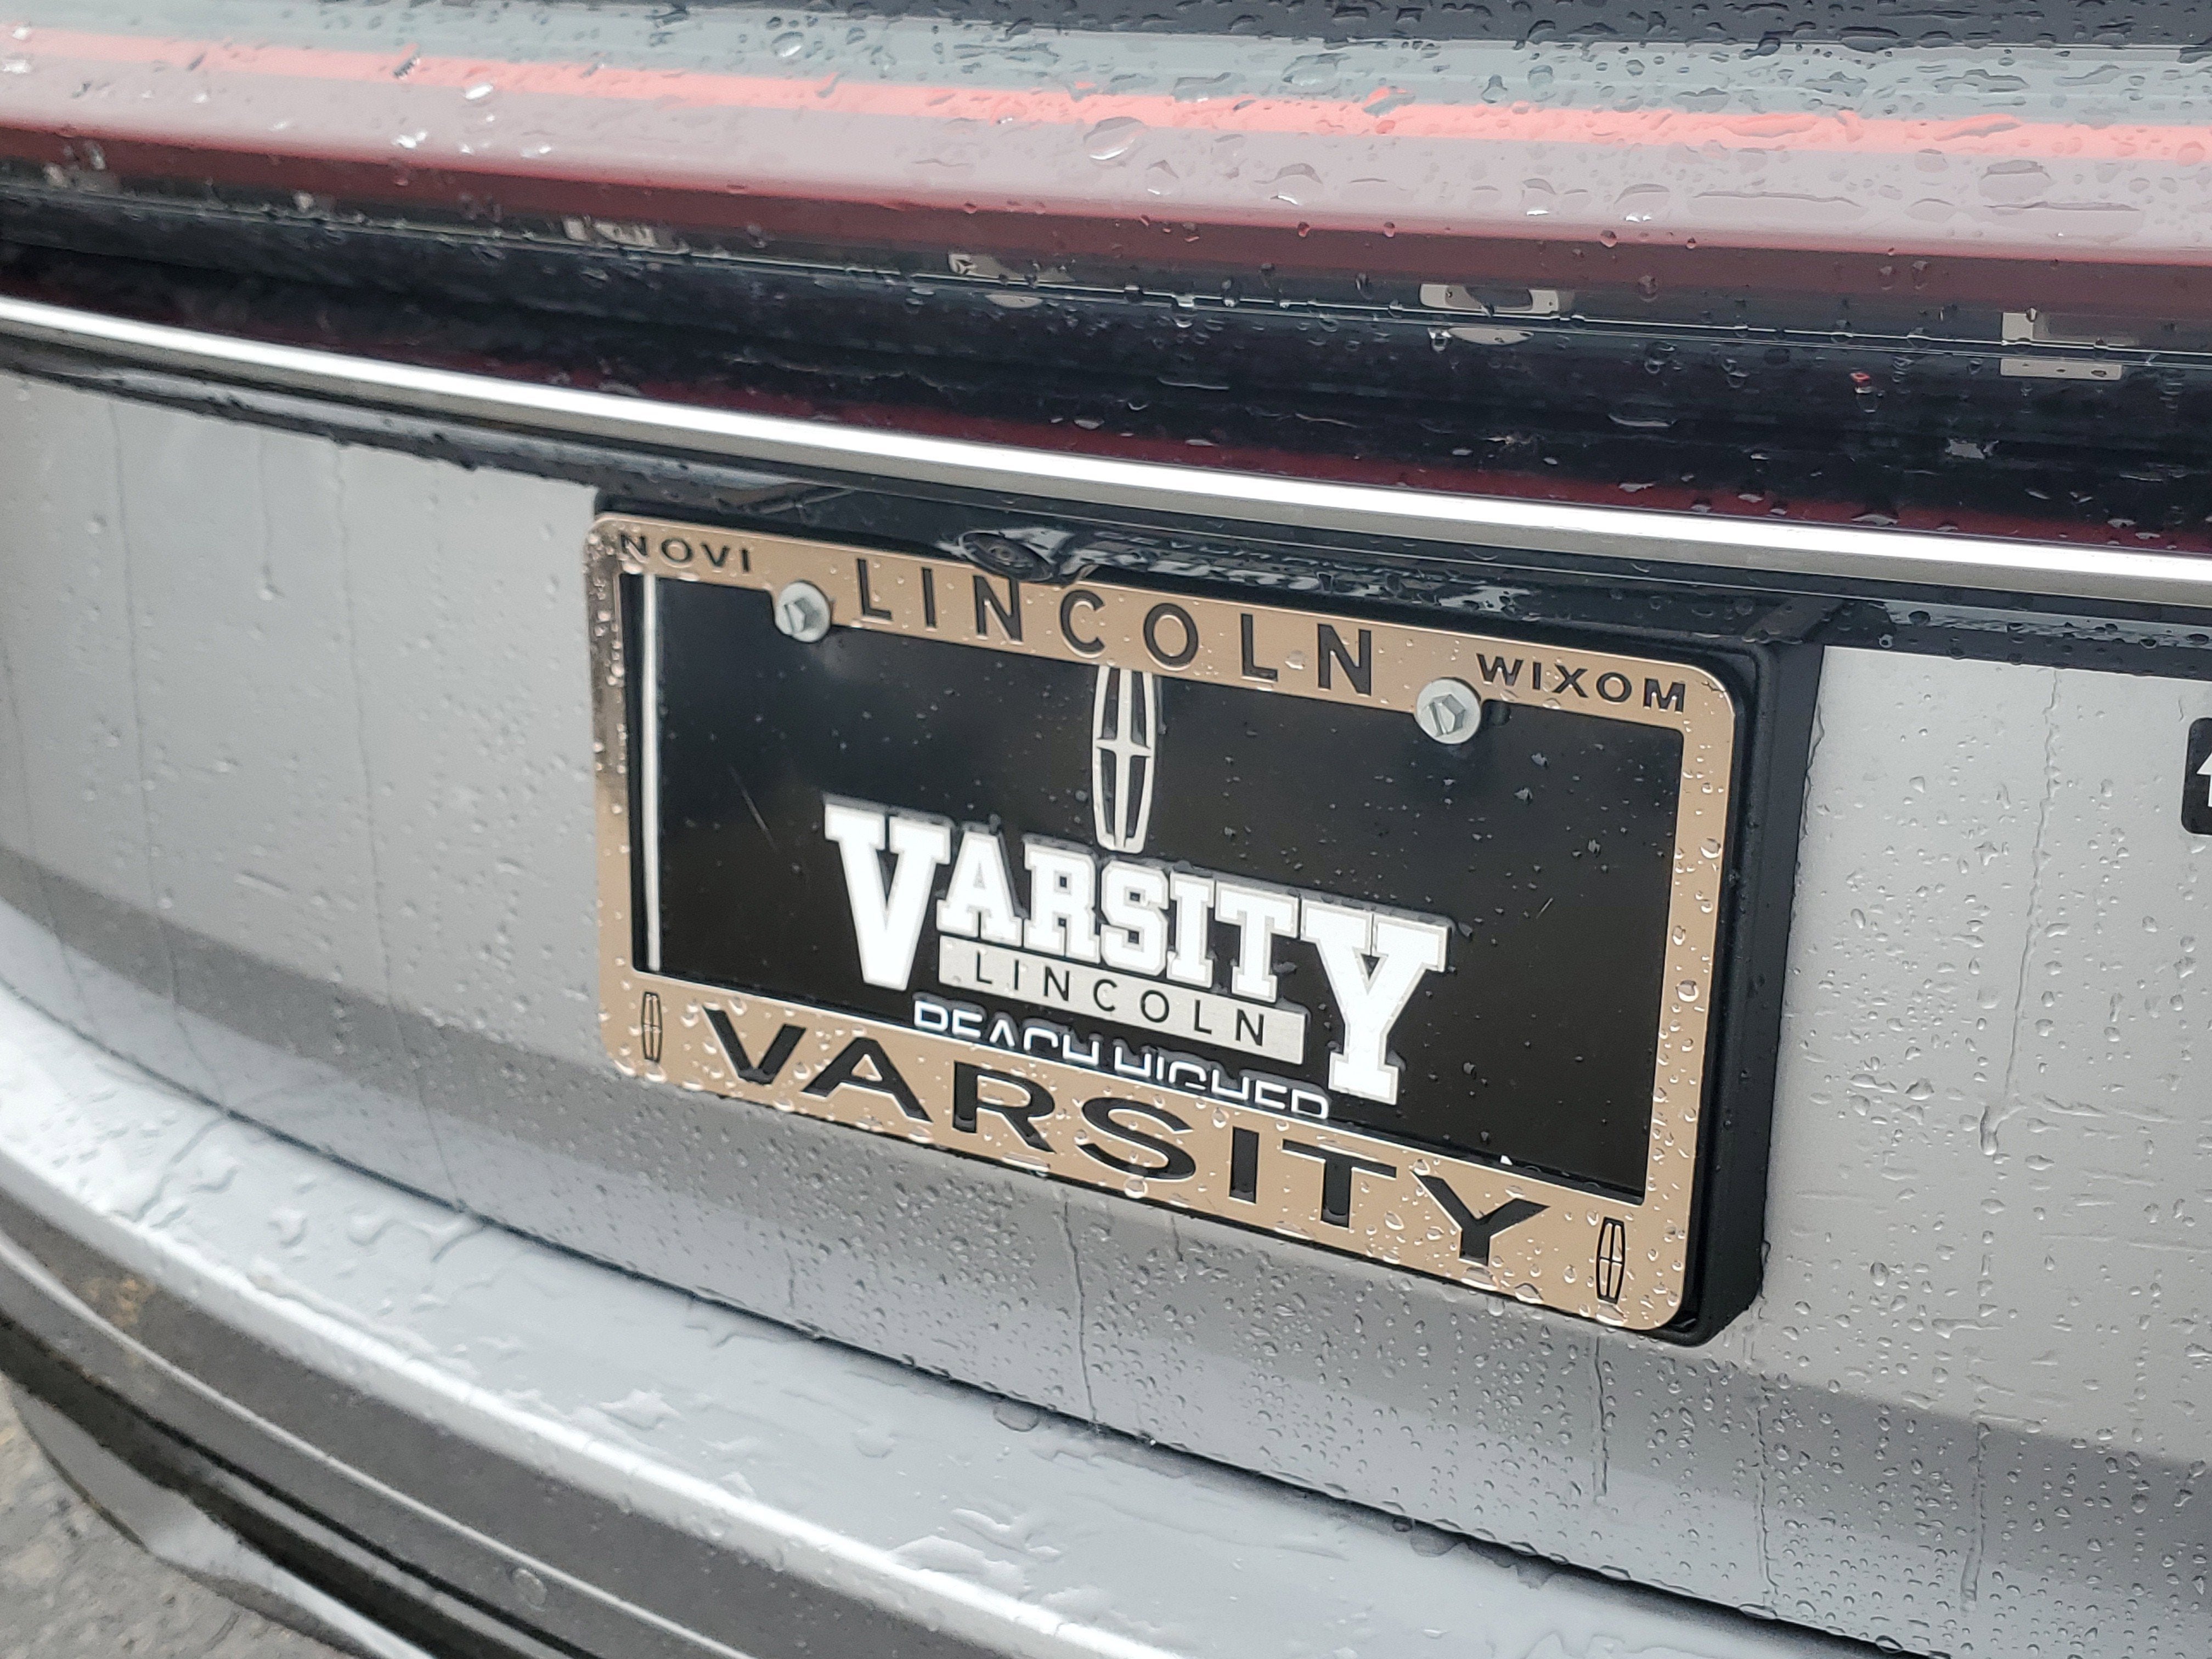 NOVI LINCOLN WIXOM
VARSITY
LINCOLN
REACH HIGHER
VARSITY